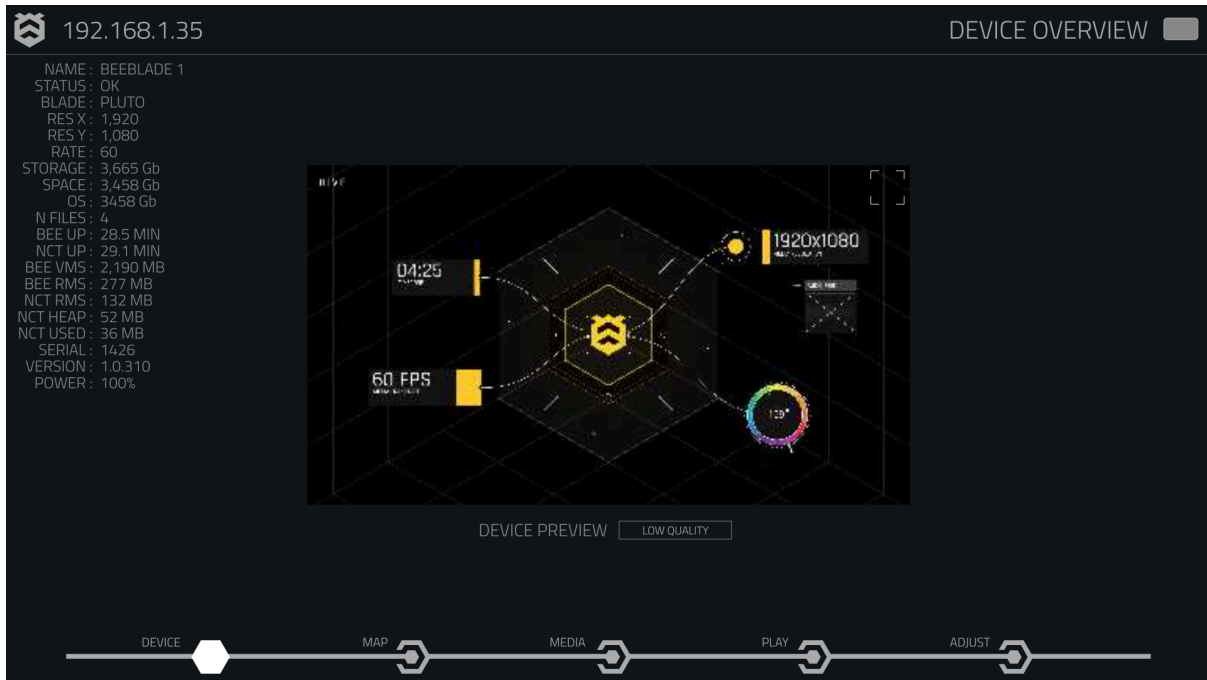 192.168.1.35
DEVICE OVERVIEW
NAME : BEEBLADE 1
STATUS : OK
BLADE : PLUTO
RES X : 1,920
RES Y : 1,080
RATE : 60
STORAGE : 3,665 Gb
SPACE : 3,458 Gb
OS : 3458 Gb
N FILES : 4
BEE UP : 28.5 MIN
NCT UP : 29.1 MIN
BEE VMS : 2,190 MB
BEE RMS : 277 MB
NCT RMS : 132 MB
NCT HEAP : 52 MB
NCT USED : 36 MB
SERIAL : 1426
VERSION : 1.0.310
POWER : 100%
HIVE
1920x1080
04:25
60 FPS
DEVICE PREVIEW
LOW QUALITY
DEVICE
MAP
MEDIA
PLAY
ADJUST